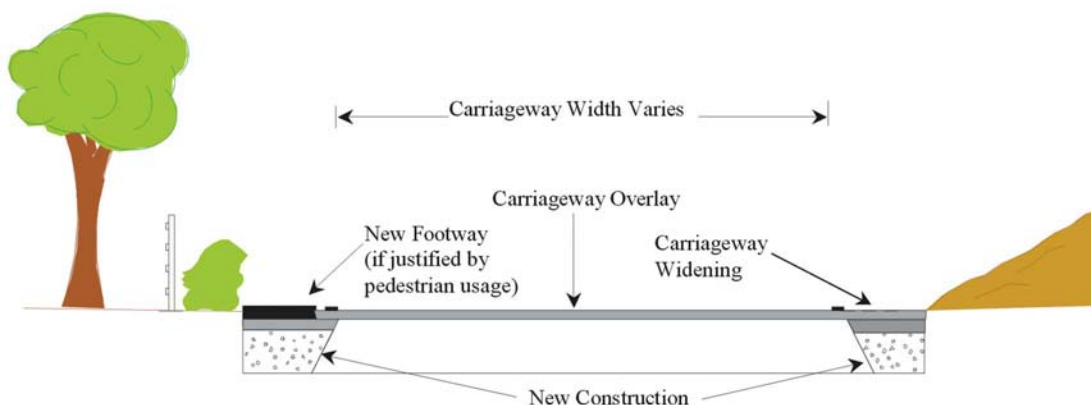 Carriageway Width Varies
Carriageway Overlay
New Footway
(if justified by
pedestrian usage)
Carriageway
Widening
New Construction